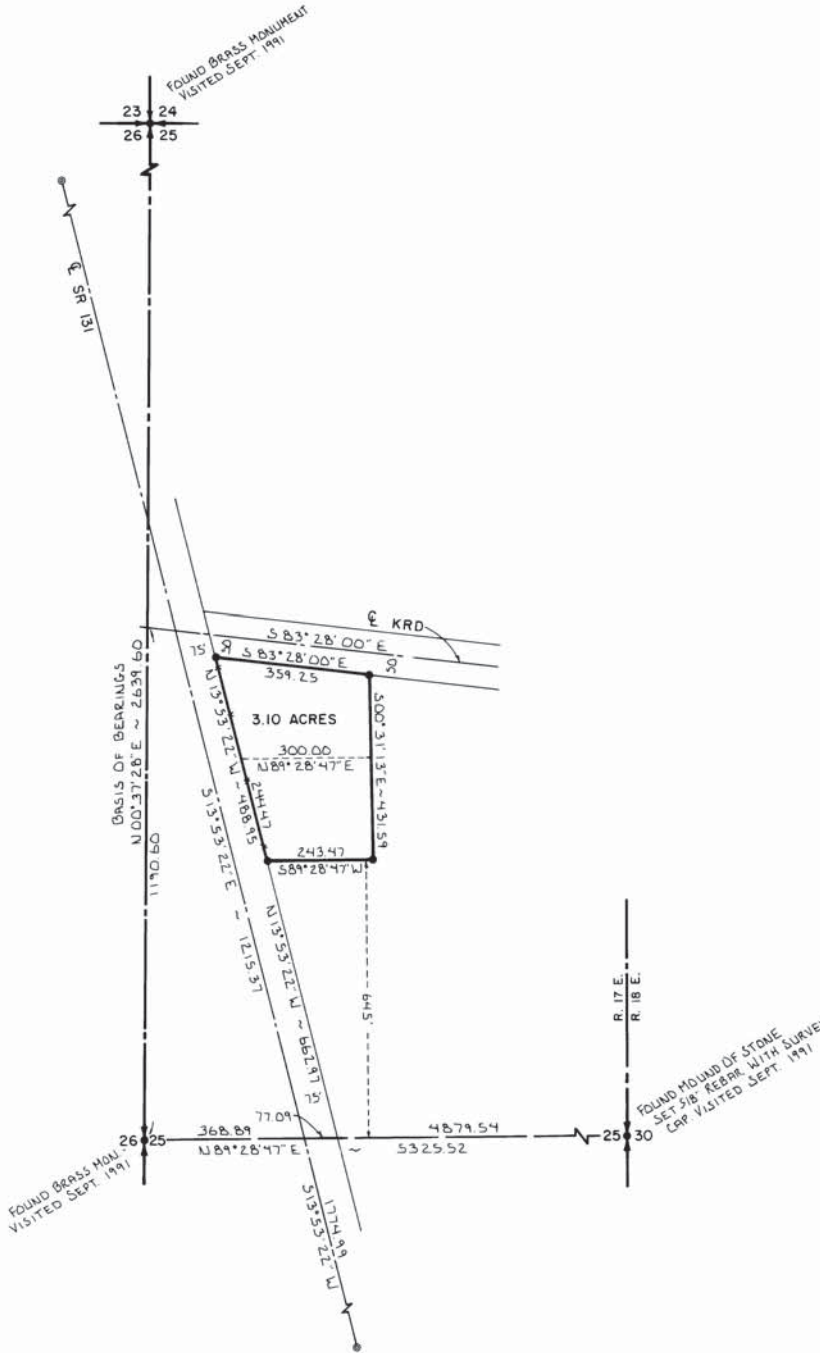 FOUND BRASS MONUMENT
VISITED SEPT. 1991
23 24
26 25
℄ SR 131
℄ KRD
S 83° 28' 00" E
75'
50
S 83° 28' 00" E
359.25
50
BASIS OF BEARINGS
N 00° 37' 28" E ~ 2639.60
1190.60
3.10 ACRES
N 13° 53' 22" W ~ 488.95
244.47
300.00
N 89° 28' 47" E
S 00° 31' 13" E ~ 431.59
243.47
S 89° 28' 47" W
S 13° 53' 22" E ~ 1215.37
N 13° 53' 22" W ~ 662.97
75'
645'
R. 17 E.
R. 18 E.
FOUND MOUND OF STONE
SET 5/8" REBAR WITH SURVE
CAP. VISITED SEPT. 1991
77.09
26 25
368.89
4879.54
25 30
N 89° 28' 47" E ~ 5325.52
FOUND BRASS MON.
VISITED SEPT. 1991
1774.99
S 13° 53' 22" W